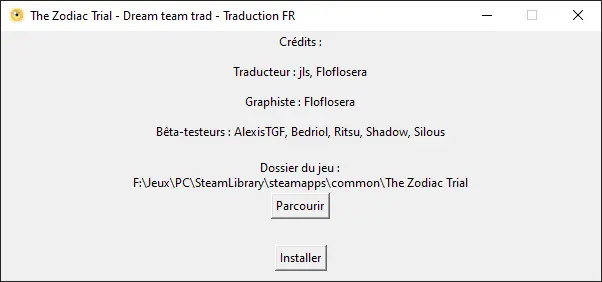 The Zodiac Trial - Dream team trad - Traduction FR
Crédits :
Traducteur : jls, Floflosera
Graphiste : Floflosera
Bêta-testeurs : AlexisTGF, Bedriol, Ritsu, Shadow, Silous
Dossier du jeu :
F:\Jeux\PC\SteamLibrary\steamapps\common\The Zodiac Trial
Parcourir
Installer